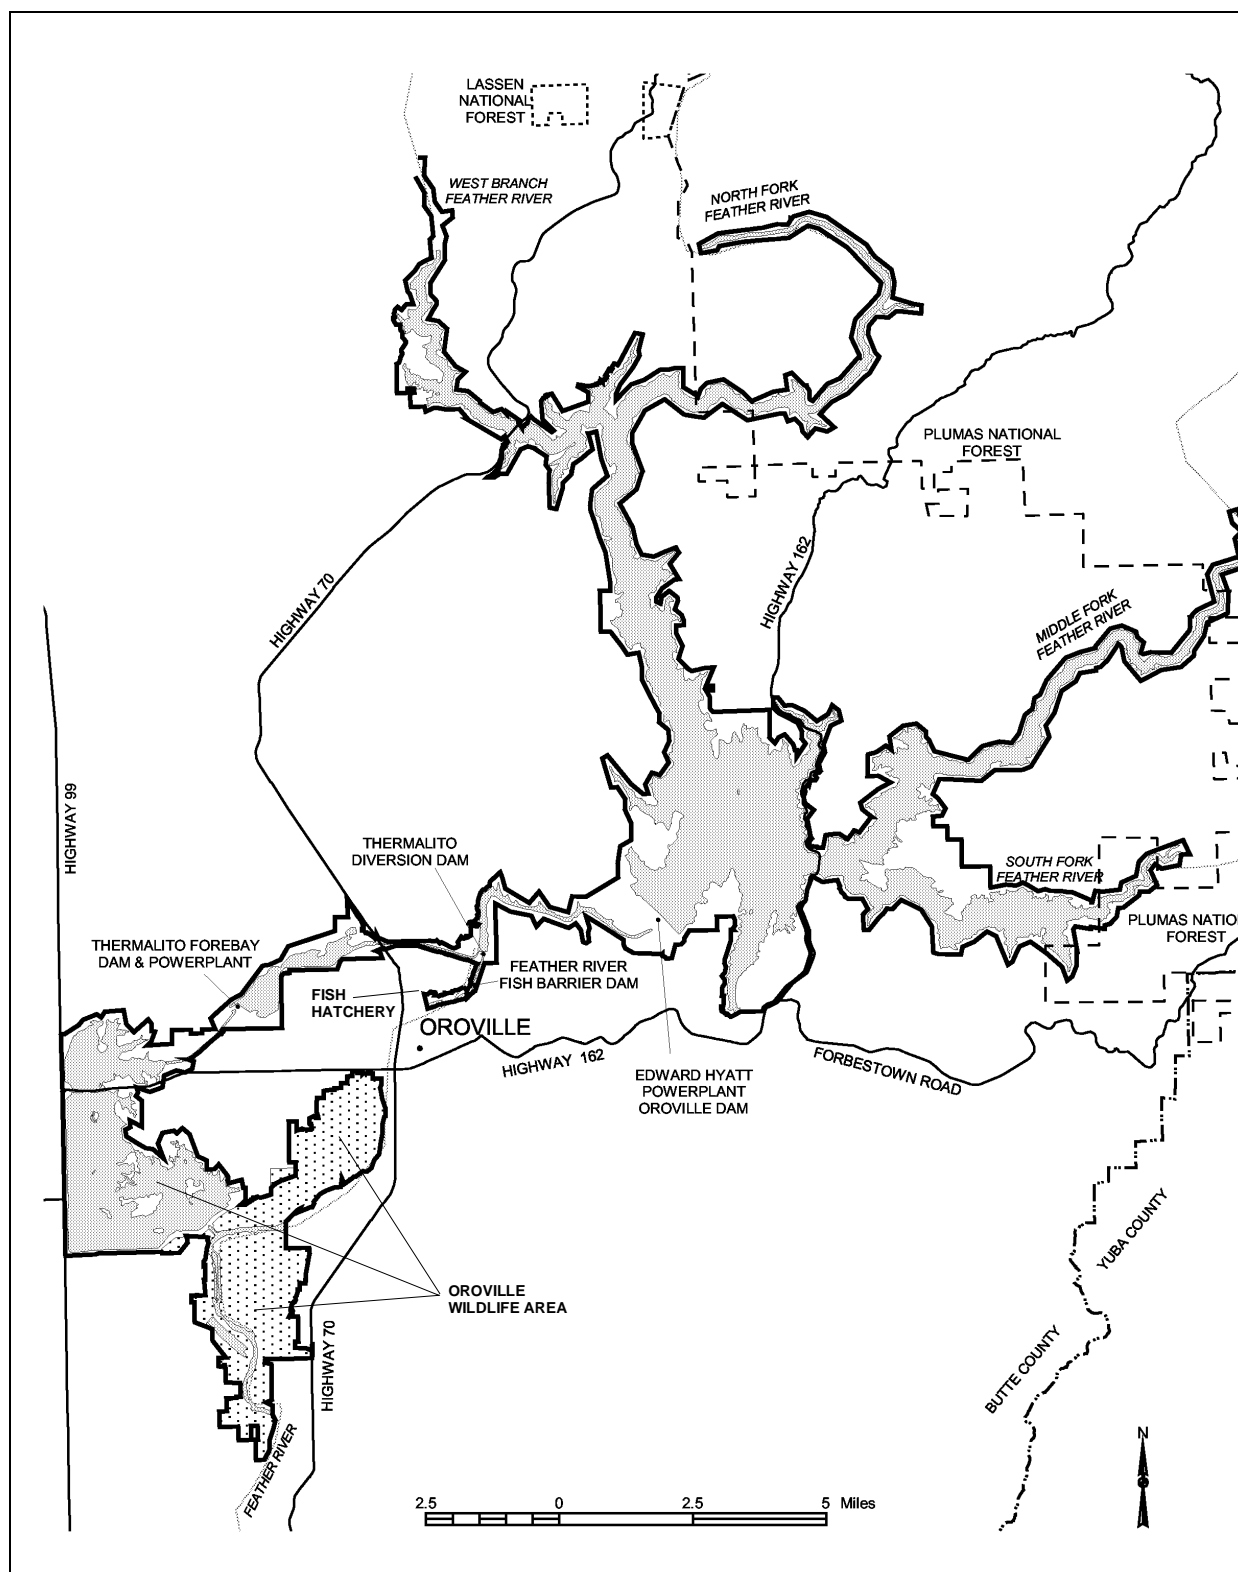 LASSEN
NATIONAL
FOREST
WEST BRANCH
FEATHER RIVER
NORTH FORK
FEATHER RIVER
PLUMAS NATIONAL
FOREST
HIGHWAY 70
HIGHWAY 162
MIDDLE FORK
FEATHER RIVER
HIGHWAY 99
THERMALITO
DIVERSION DAM
SOUTH FORK
FEATHER RIVER
PLUMAS NATION
FOREST
THERMALITO FOREBAY
DAM & POWERPLANT
FEATHER RIVER
FISH BARRIER DAM
FISH
HATCHERY
OROVILLE
HIGHWAY 162
FORBESTOWN ROAD
EDWARD HYATT
POWERPLANT
OROVILLE DAM
YUBA COUNTY
OROVILLE
WILDLIFE AREA
HIGHWAY 70
BUTTE COUNTY
FEATHER RIVER
N
2.5 0 2.5 5 Miles